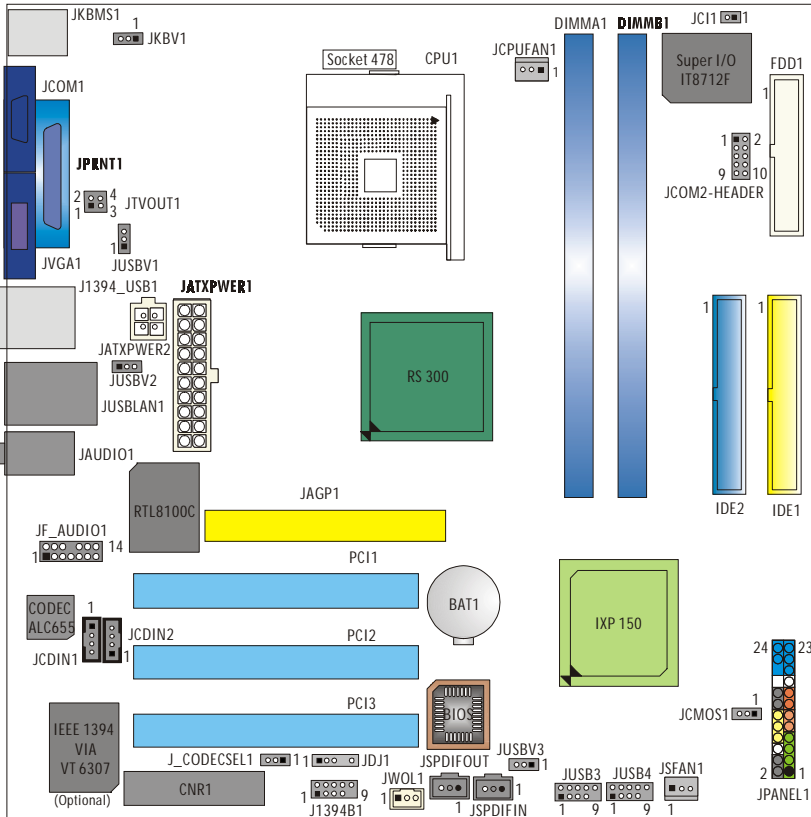 JKBMS1
1
JKBV1
Socket 478
CPU1
JCPUFAN1
1
DIMMA1
DIMMB1
JCI1
1
Super I/O
IT8712F
FDD1
1
JCOM1
JPRNT1
2 4
1 3
JTVOUT1
1 2
9 10
JCOM2-HEADER
1
JUSBV1
JVGA1
J1394_USB1
JATXPWER1
JATXPWER2
1
JUSBV2
JUSBLAN1
JAUDIO1
RS 300
1
IDE2
1
IDE1
RTL8100C
JAGP1
JF_AUDIO1
1 14
PCI1
BAT1
IXP 150
CODEC
ALC655
1
JCDIN2
JCDIN1
1
PCI2
PCI3
BIOS
24 23
JCMOS1
1
2 1
JPANEL1
IEEE 1394
VIA
VT 6307
(Optional)
J_CODECSEL1
1
1
JDJ1
CNR1
1 9
J1394B1
JWOL1
1
JSPDIFOUT
1
JSPDIFIN
1
JUSBV3
1
JUSB3
1 9
JUSB4
1 9
JSFAN1
1